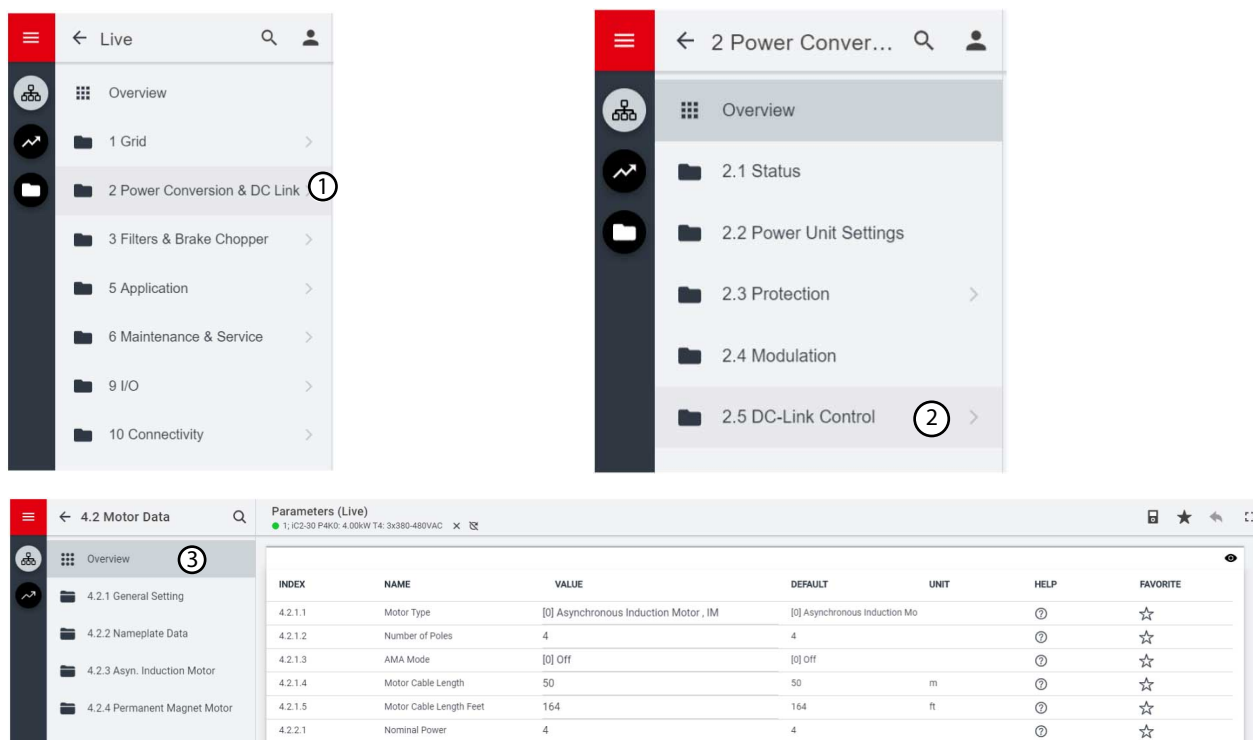 Live
Overview
1 Grid
2 Power Conversion & DC Link
1
3 Filters & Brake Chopper
5 Application
6 Maintenance & Service
9 I/O
10 Connectivity
2 Power Conver...
Overview
2.1 Status
2.2 Power Unit Settings
2.3 Protection
2.4 Modulation
2.5 DC-Link Control
2
4.2 Motor Data
Overview
3
4.2.1 General Setting
4.2.2 Nameplate Data
4.2.3 Asyn. Induction Motor
4.2.4 Permanent Magnet Motor
Parameters (Live)
1; iC2-30 P4K0: 4.00kW T4: 3x380-480VAC
INDEX NAME VALUE DEFAULT UNIT HELP FAVORITE
4.2.1.1 Motor Type [0] Asynchronous Induction Motor , IM [0] Asynchronous Induction Mo
4.2.1.2 Number of Poles 4 4
4.2.1.3 AMA Mode [0] Off [0] Off
4.2.1.4 Motor Cable Length 50 50 m
4.2.1.5 Motor Cable Length Feet 164 164 ft
4.2.2.1 Nominal Power 4 4